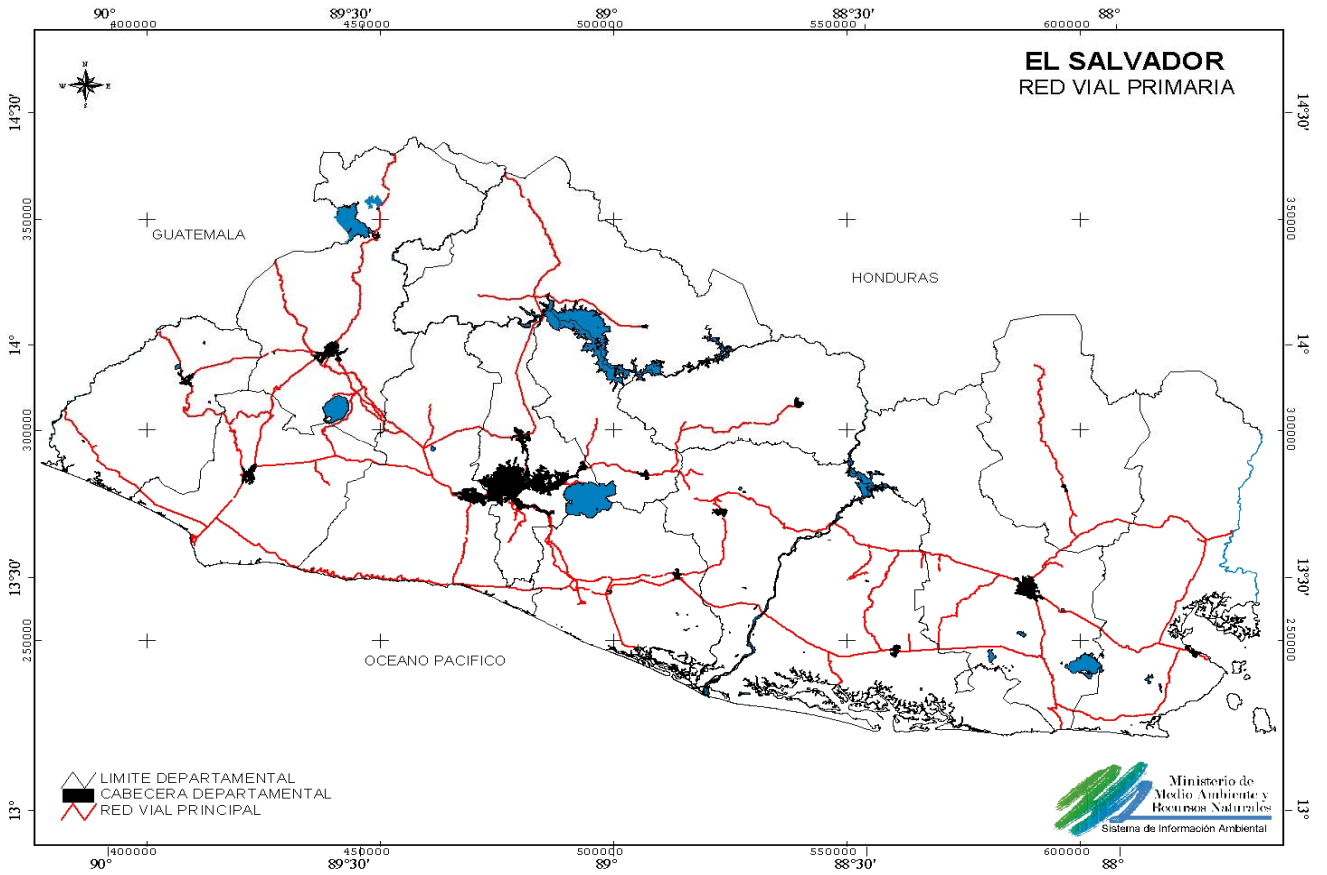 90° 89°30' 89° 88°30' 88°
400000 450000 500000 550000 600000
EL SALVADOR
RED VIAL PRIMARIA
N
W E
S
14°30' 14°30'
350000 350000
GUATEMALA
HONDURAS
14° 14°
300000 300000
13°30' 13°30'
250000 250000
OCEANO PACIFICO
LIMITE DEPARTAMENTAL
CABECERA DEPARTAMENTAL
RED VIAL PRINCIPAL
Ministerio de
Medio Ambiente y
Recursos Naturales
Sistema de Información Ambiental
13° 13°
400000 450000 500000 550000 600000
90° 89°30' 89° 88°30' 88°